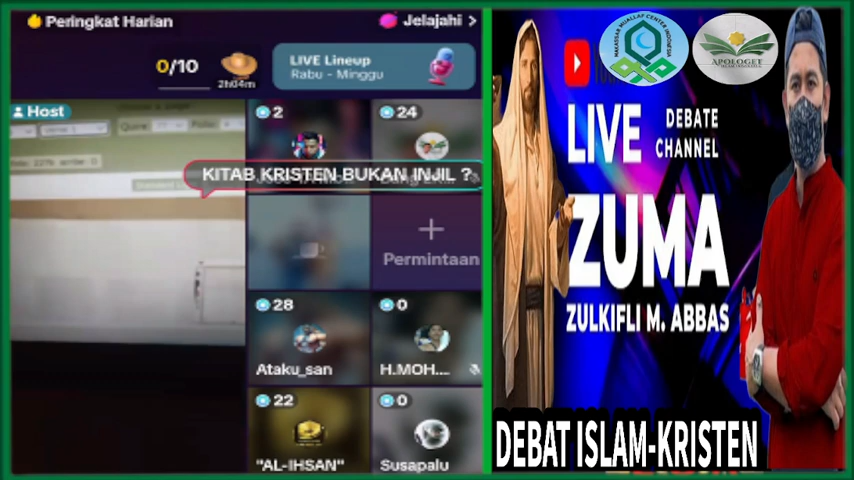 Peringkat Harian
Jelajahi >
0/10
2h04m
LIVE Lineup
Rabu - Minggu
Host
2
24
KITAB KRISTEN BUKAN INJIL ?
+
Permintaan
28
0
Ataku_san
H.MOH....
22
0
"AL-IHSAN"
Susapalu
MAKASSAR MUALLAF CENTER INDONESIA
APOLOGET
LIVE
DEBATE
CHANNEL
ZUMA
ZULKIFLI M. ABBAS
DEBAT ISLAM-KRISTEN